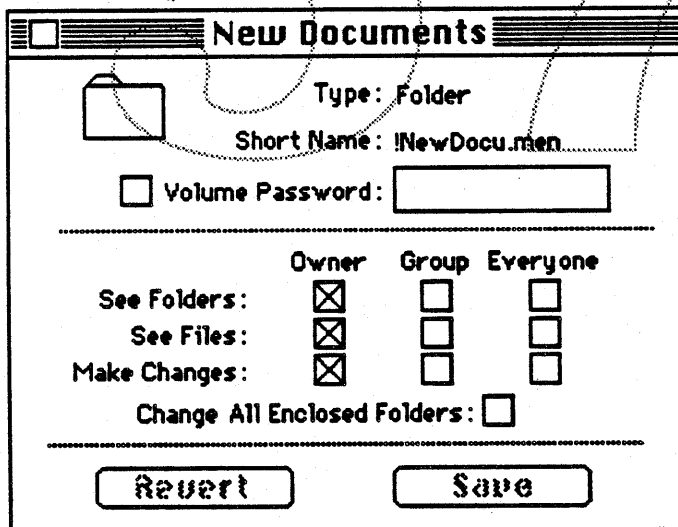 New Documents
Type: Folder
Short Name: !NewDocu.men
Volume Password:
Owner Group Everyone
See Folders:
See Files:
Make Changes:
Change All Enclosed Folders:
Revert Save